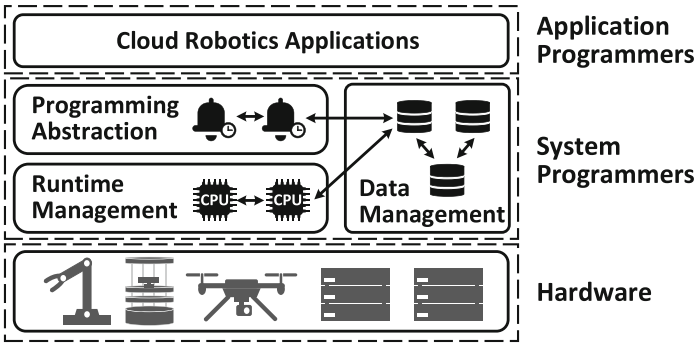 Cloud Robotics Applications
Application
Programmers
Programming
Abstraction
Runtime
Management
CPU
CPU
Data
Management
System
Programmers
Hardware